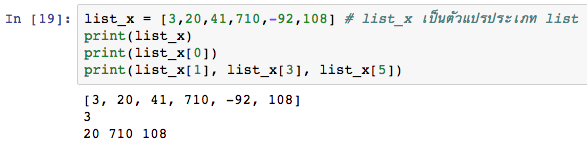 In [19]: list_x = [3,20,41,710,-92,108] # list_x เป็นตัวแปรประเภท list
print(list_x)
print(list_x[0])
print(list_x[1], list_x[3], list_x[5])
[3, 20, 41, 710, -92, 108]
3
20 710 108